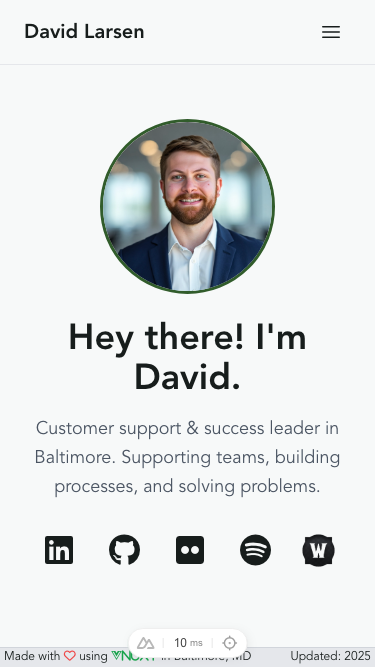 David Larsen
Hey there! I'm
David.
Customer support & success leader in
Baltimore. Supporting teams, building
processes, and solving problems.
in
W
10 ms
Made with using NUXT in Baltimore, MD Updated: 2025